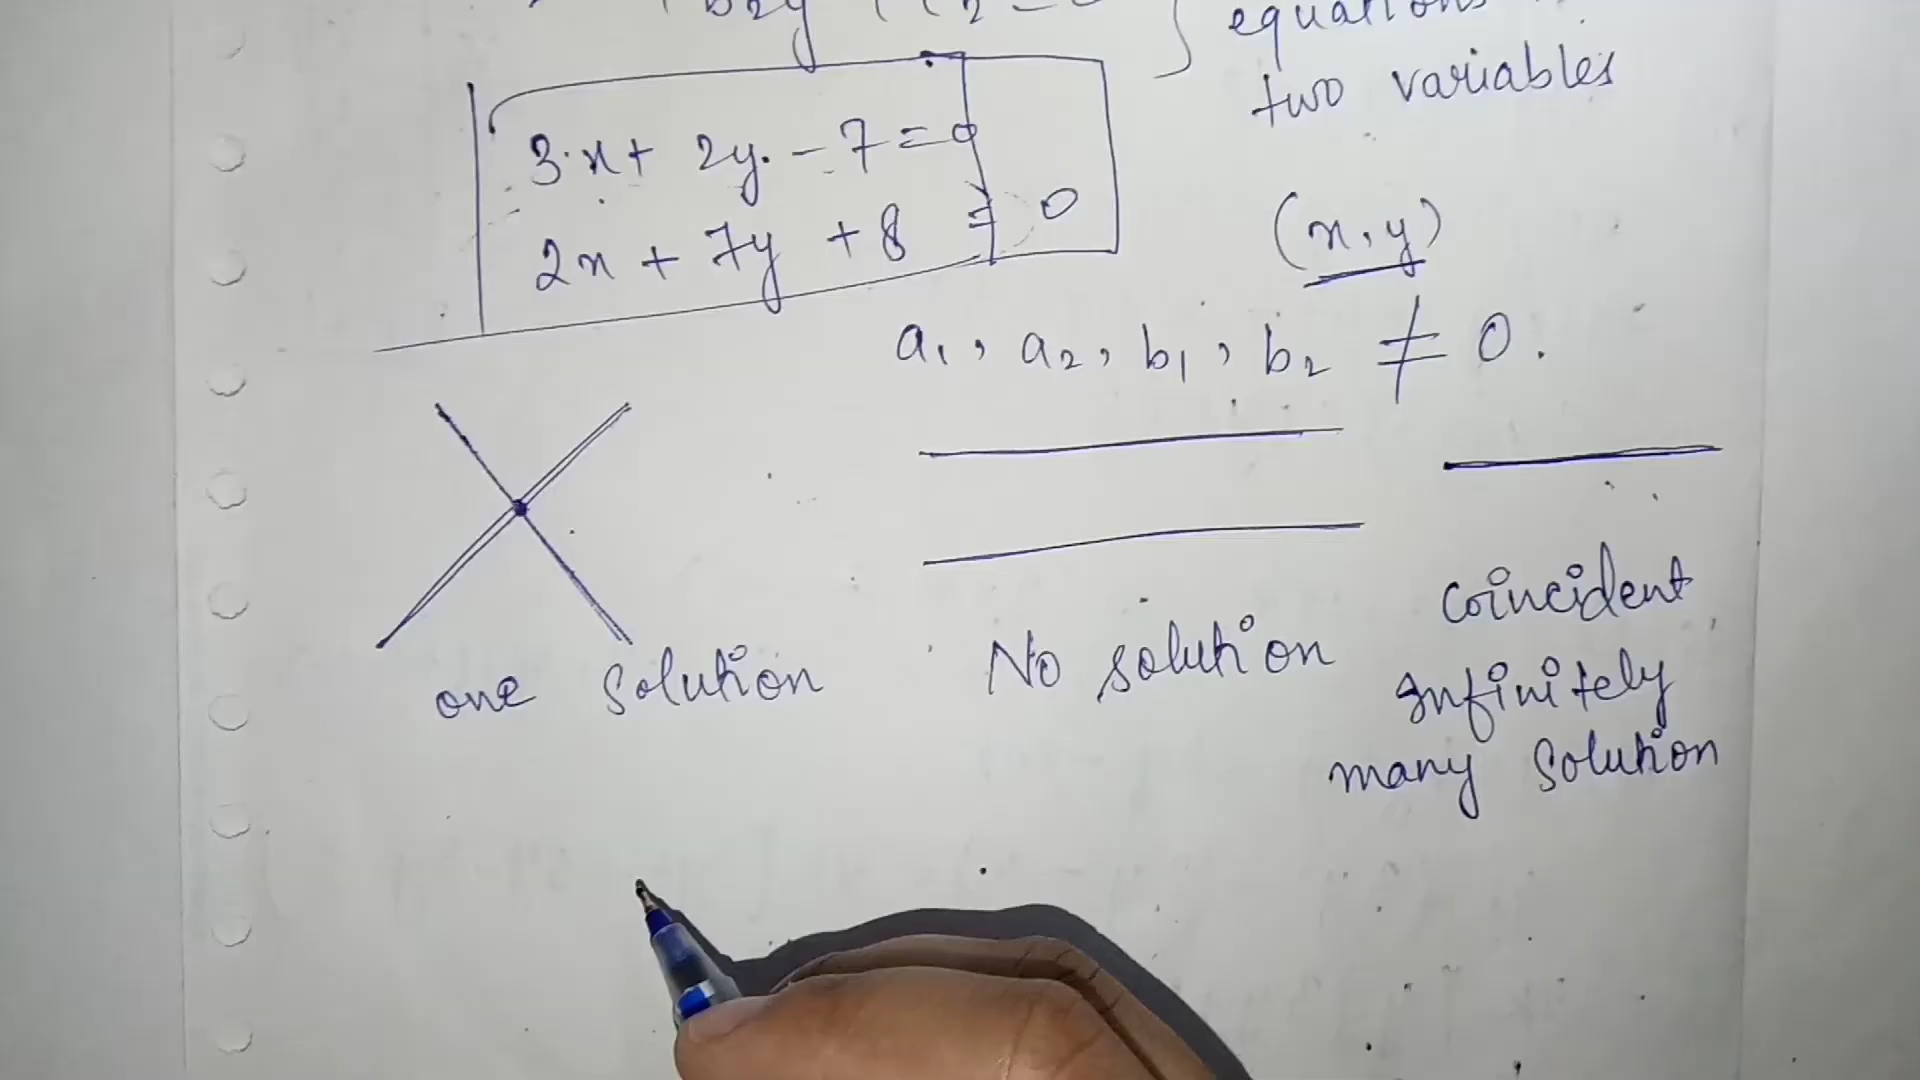 b₂y
equations
two variables
3x + 2y - 7 = 0
2x + 7y + 8 = 0
(x, y)
a₁, a₂, b₁, b₂ ≠ 0.
one solution
No solution
coincident
infinitely
many solution